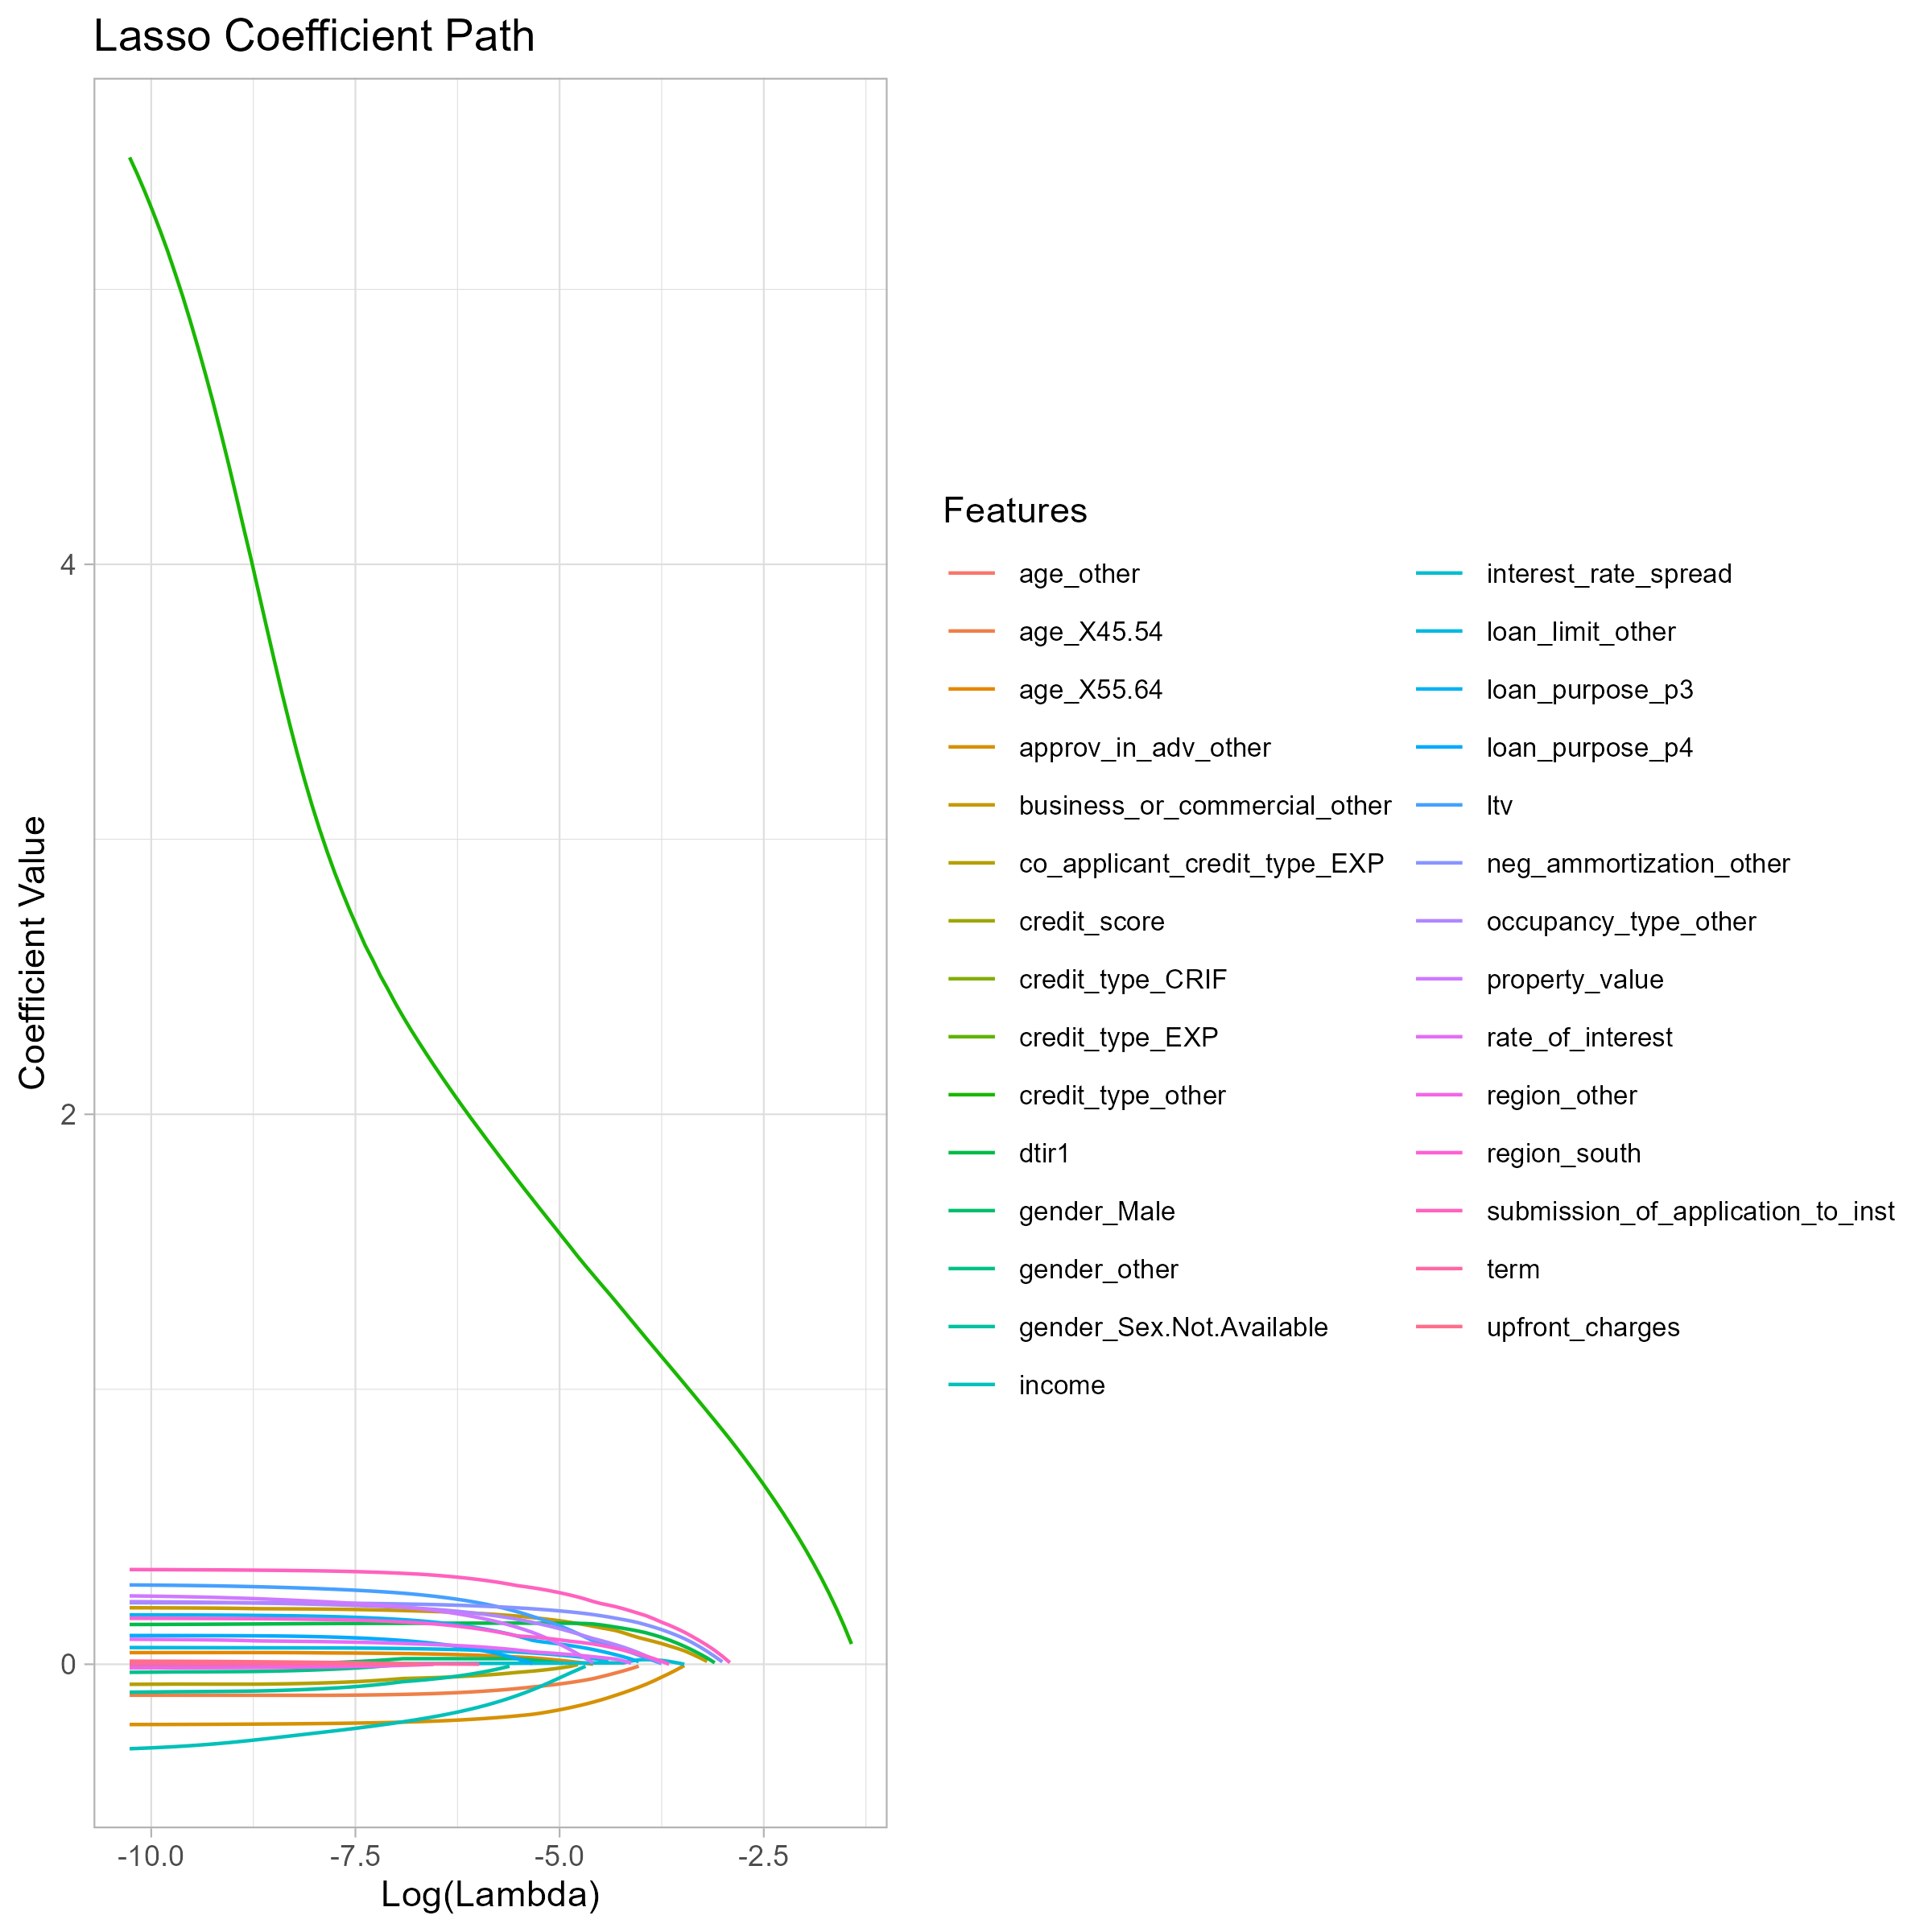 Lasso Coefficient Path
Coefficient Value
4
2
0
-10.0
-7.5
-5.0
-2.5
Log(Lambda)
Features
age_other
age_X45.54
age_X55.64
approv_in_adv_other
business_or_commercial_other
co_applicant_credit_type_EXP
credit_score
credit_type_CRIF
credit_type_EXP
credit_type_other
dtir1
gender_Male
gender_other
gender_Sex.Not.Available
income
interest_rate_spread
loan_limit_other
loan_purpose_p3
loan_purpose_p4
ltv
neg_ammortization_other
occupancy_type_other
property_value
rate_of_interest
region_other
region_south
submission_of_application_to_inst
term
upfront_charges